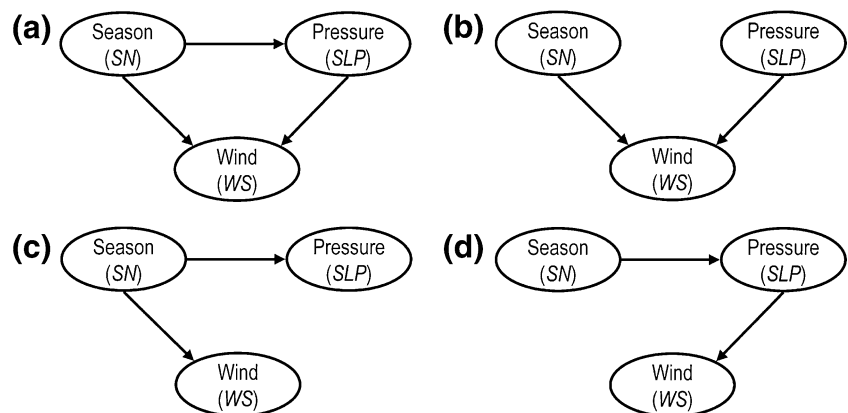 (a)
Season
(SN)
Pressure
(SLP)
Wind
(WS)
(b)
Season
(SN)
Pressure
(SLP)
Wind
(WS)
(c)
Season
(SN)
Pressure
(SLP)
Wind
(WS)
(d)
Season
(SN)
Pressure
(SLP)
Wind
(WS)